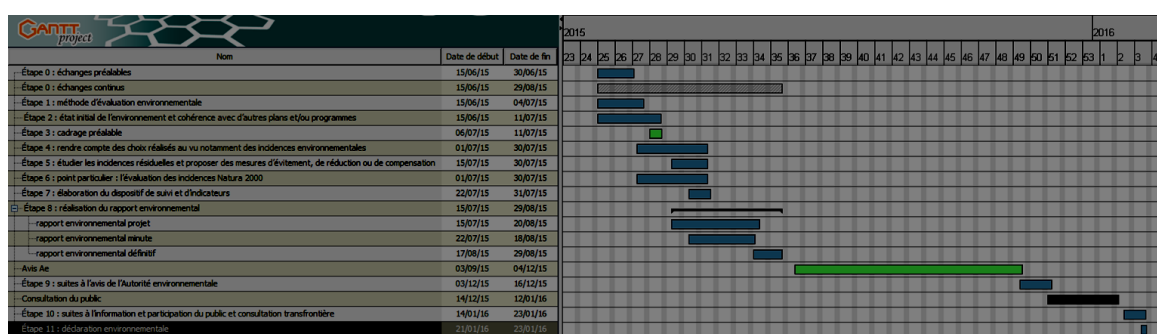 GANTT
project
2015 2016
Nom Date de début Date de fin 23 24 25 26 27 28 29 30 31 32 33 34 35 36 37 38 39 40 41 42 43 44 45 46 47 48 49 50 51 52 53 1 2 3 4
Étape 0 : échanges préalables 15/06/15 30/06/15
Étape 0 : échanges continus 15/06/15 29/08/15
Étape 1 : méthode d'évaluation environnementale 15/06/15 04/07/15
Étape 2 : état initial de l'environnement et cohérence avec d'autres plans et/ou programmes 15/06/15 11/07/15
Étape 3 : cadrage préalable 06/07/15 11/07/15
Étape 4 : rendre compte des choix réalisés au vu notamment des incidences environnementales 01/07/15 30/07/15
Étape 5 : étudier les incidences résiduelles et proposer des mesures d'évitement, de réduction ou de compensation 15/07/15 30/07/15
Étape 6 : point particulier : l'évaluation des incidences Natura 2000 01/07/15 30/07/15
Étape 7 : élaboration du dispositif de suivi et d'indicateurs 22/07/15 31/07/15
Étape 8 : réalisation du rapport environnemental 15/07/15 29/08/15
rapport environnemental projet 15/07/15 20/08/15
rapport environnemental minute 22/07/15 18/08/15
rapport environnemental définitif 17/08/15 29/08/15
Avis Ae 03/09/15 04/12/15
Étape 9 : suites à l'avis de l'Autorité environnementale 03/12/15 16/12/15
Consultation du public 14/12/15 12/01/16
Étape 10 : suites à l'information et participation du public et consultation transfrontière 14/01/16 23/01/16
Étape 11 : déclaration environnementale 21/01/16 23/01/16